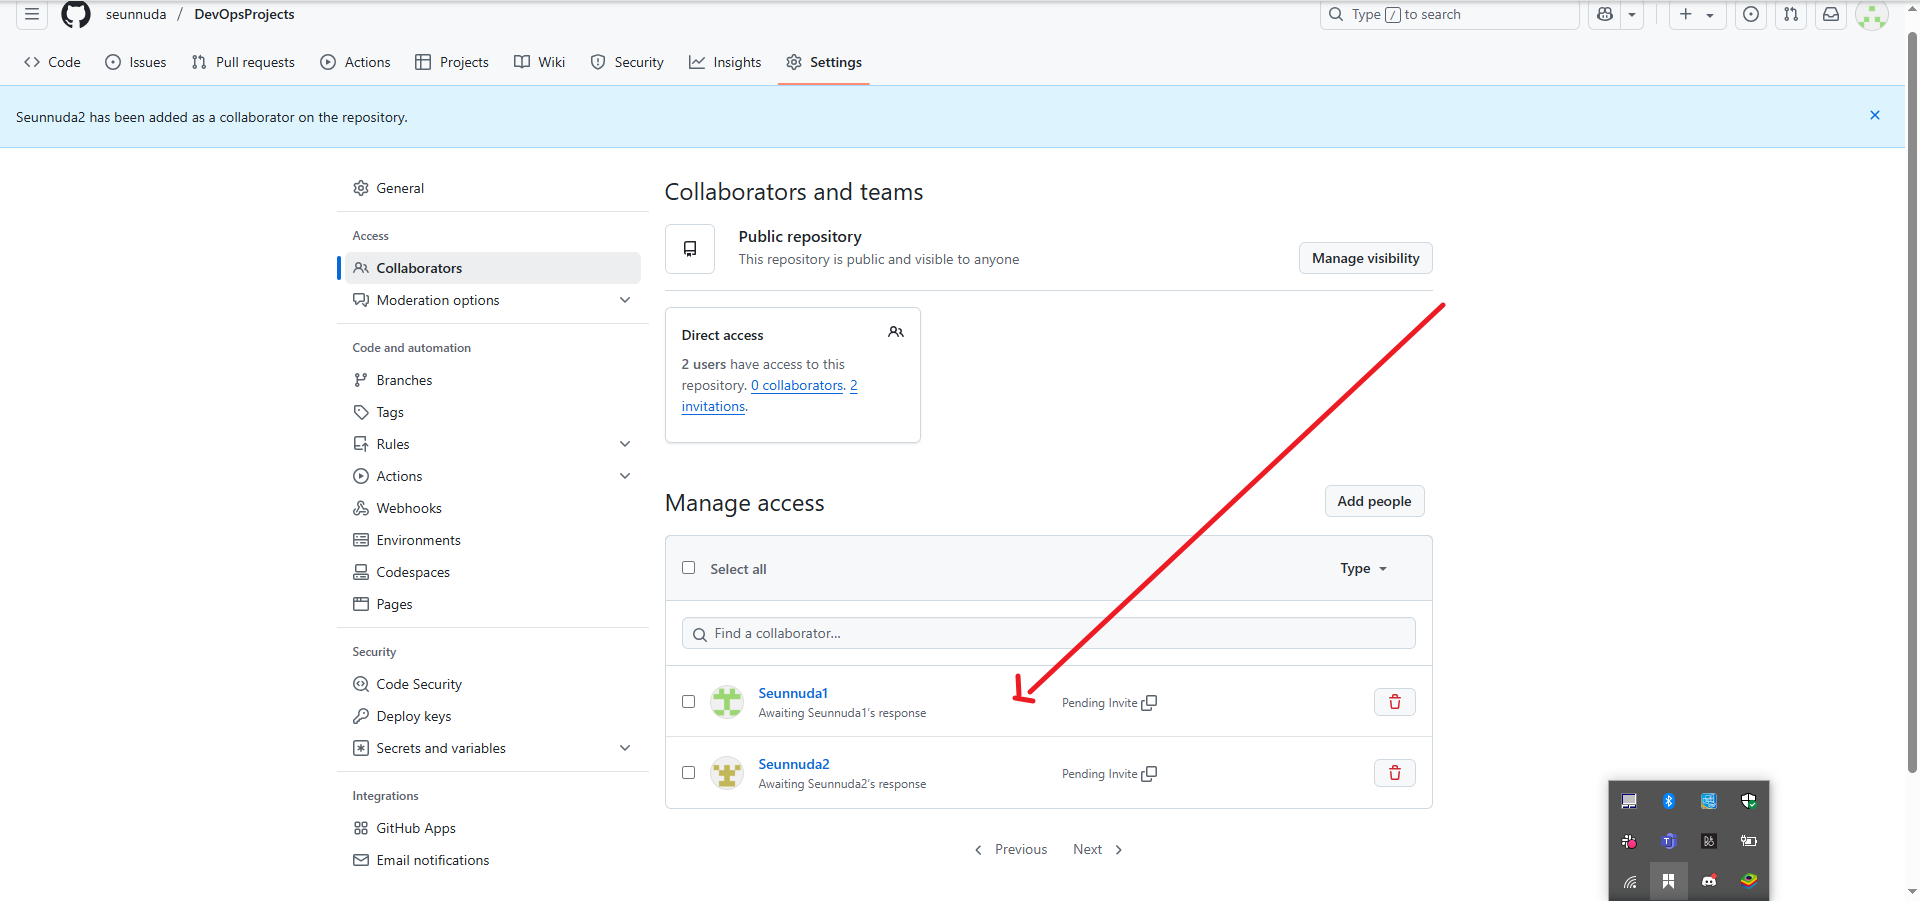 seunnuda / DevOpsProjects
Type / to search
Code
Issues
Pull requests
Actions
Projects
Wiki
Security
Insights
Settings
Seunnuda2 has been added as a collaborator on the repository.
General
Access
Collaborators
Moderation options
Code and automation
Branches
Tags
Rules
Actions
Webhooks
Environments
Codespaces
Pages
Security
Code Security
Deploy keys
Secrets and variables
Integrations
GitHub Apps
Email notifications
Collaborators and teams
Public repository
This repository is public and visible to anyone
Manage visibility
Direct access
2 users have access to this
repository. 0 collaborators. 2
invitations.
Manage access
Add people
Select all
Type
Find a collaborator...
Seunnuda1
Awaiting Seunnuda1's response
Pending Invite
Seunnuda2
Awaiting Seunnuda2's response
Pending Invite
Previous
Next